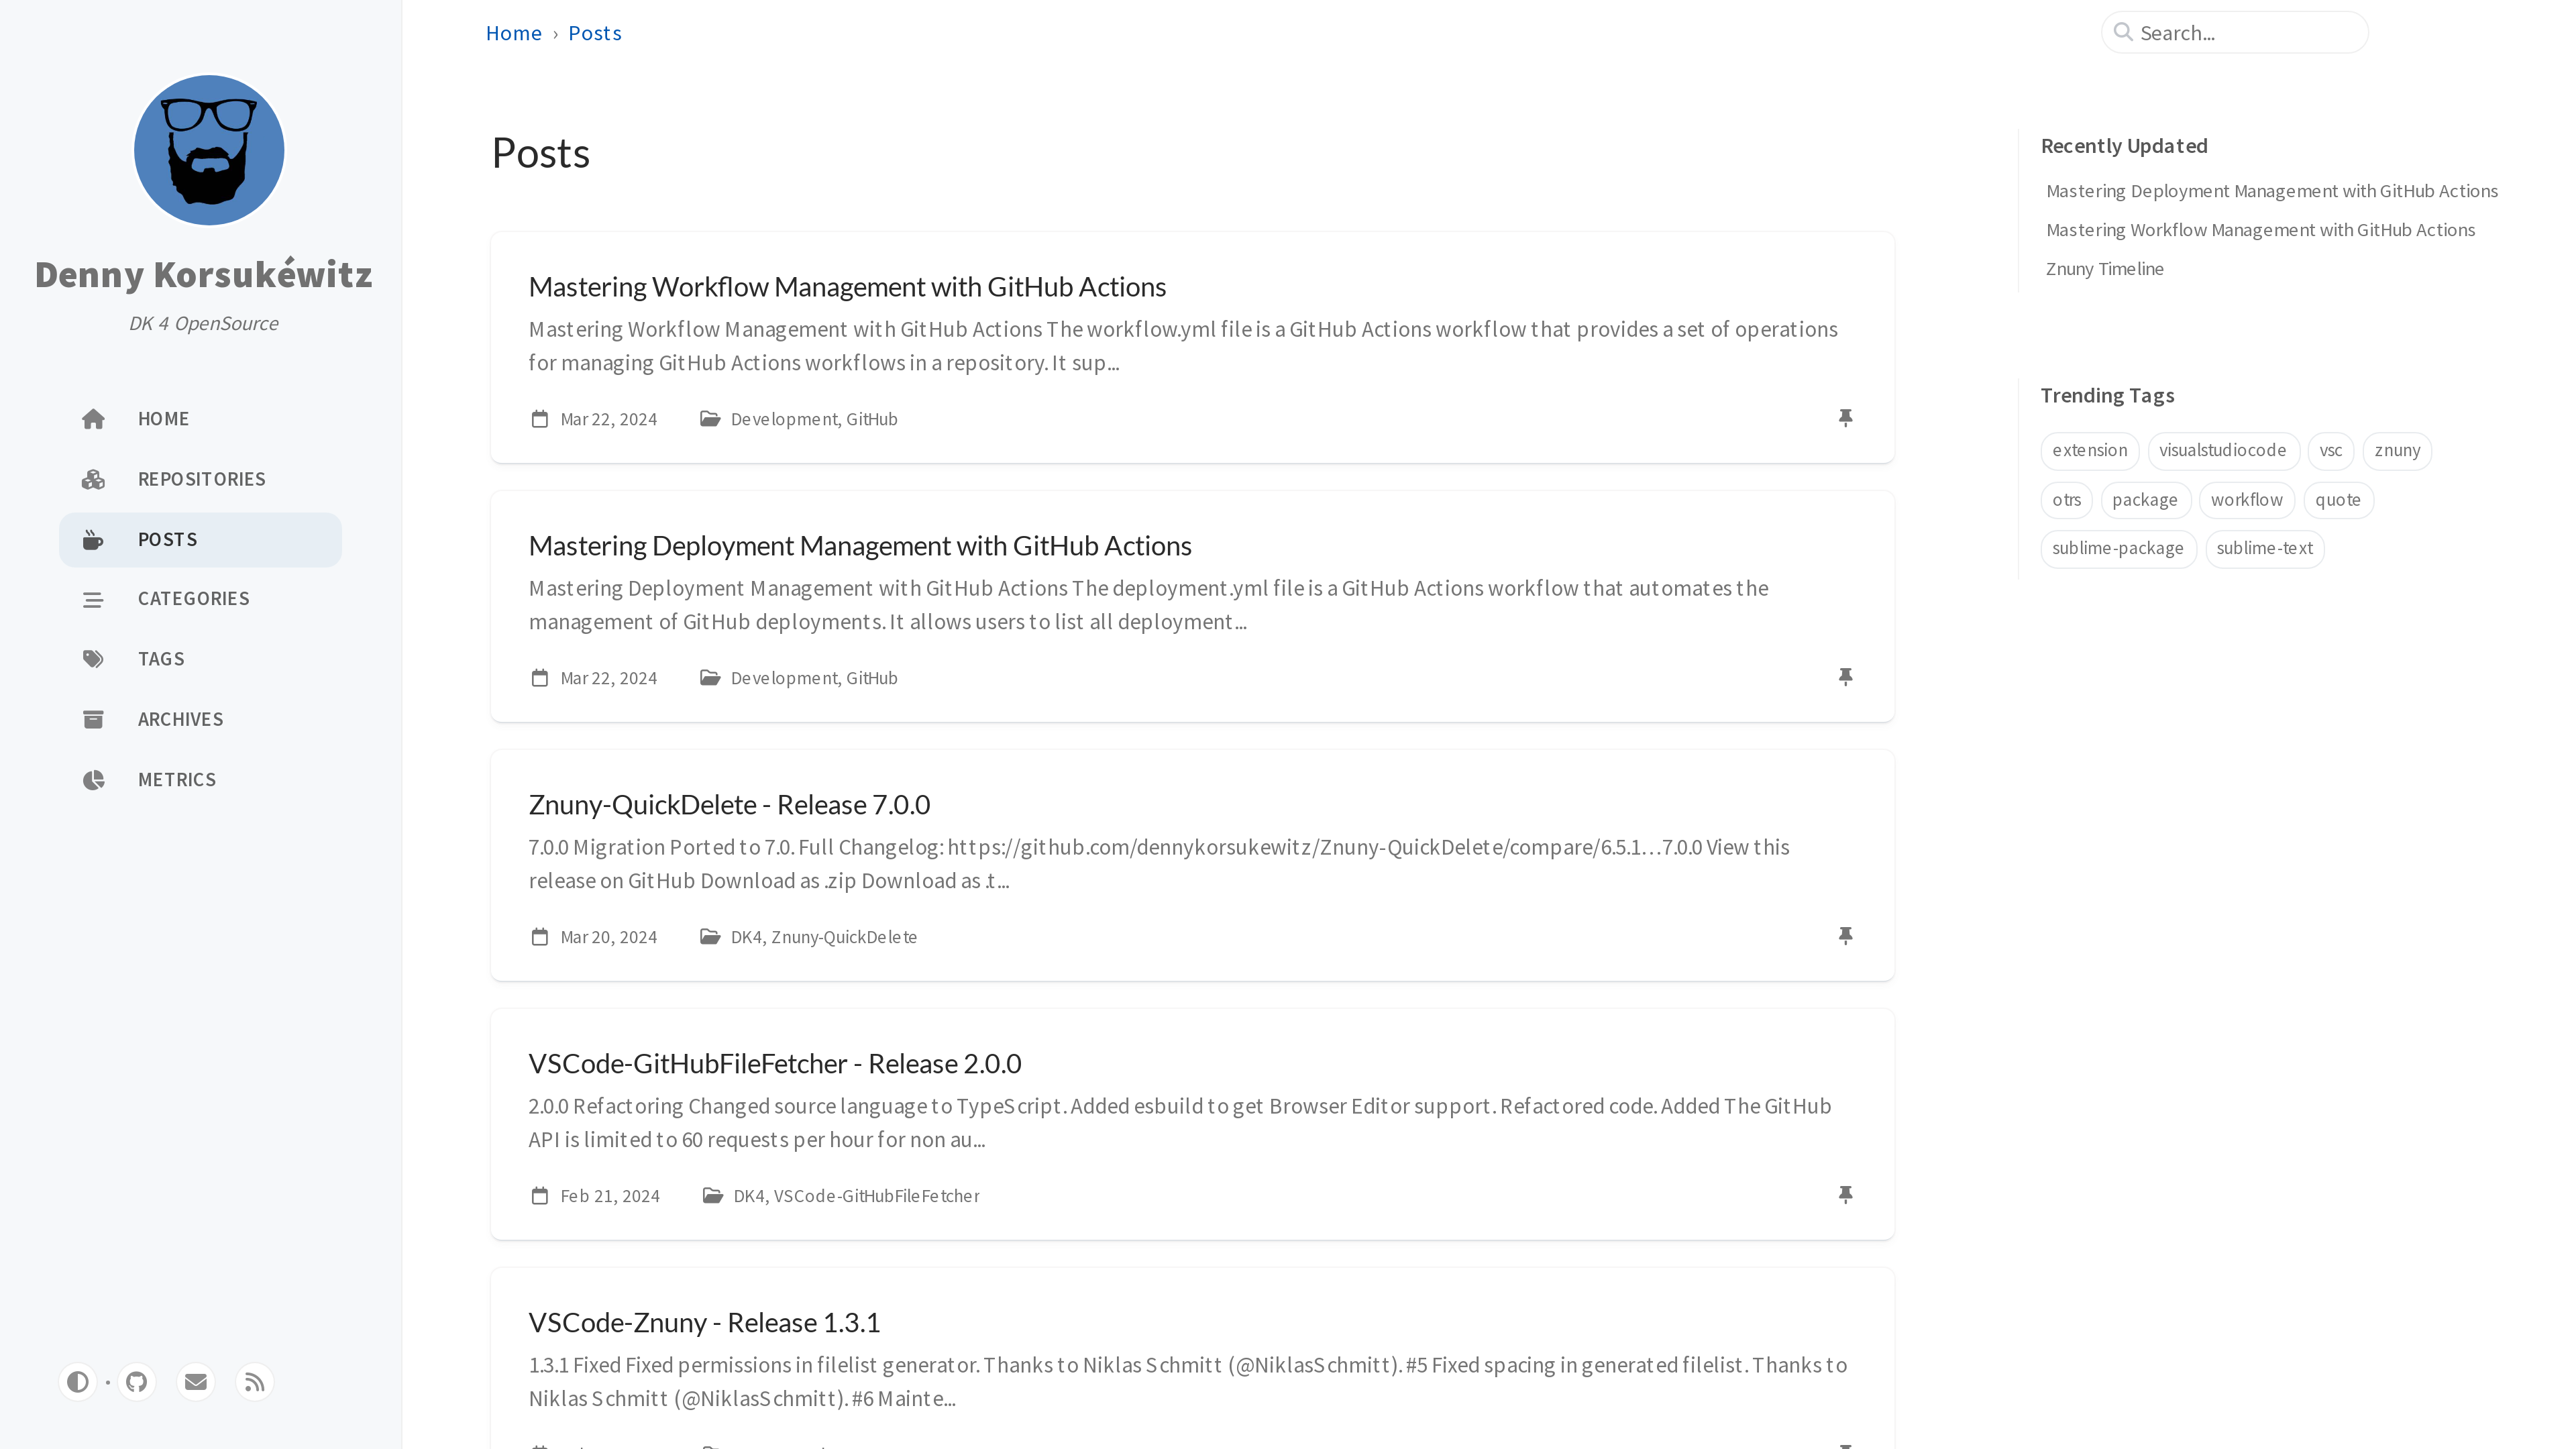 Denny Korsukéwitz
DK 4 OpenSource
HOME
REPOSITORIES
POSTS
CATEGORIES
TAGS
ARCHIVES
METRICS
Home › Posts
Search...
Posts
Mastering Workflow Management with GitHub Actions
Mastering Workflow Management with GitHub Actions The workflow.yml file is a GitHub Actions workflow that provides a set of operations
for managing GitHub Actions workflows in a repository. It sup...
Mar 22, 2024 Development, GitHub
Mastering Deployment Management with GitHub Actions
Mastering Deployment Management with GitHub Actions The deployment.yml file is a GitHub Actions workflow that automates the
management of GitHub deployments. It allows users to list all deployment...
Mar 22, 2024 Development, GitHub
Znuny-QuickDelete - Release 7.0.0
7.0.0 Migration Ported to 7.0. Full Changelog: https://github.com/dennykorsukewitz/Znuny-QuickDelete/compare/6.5.1…7.0.0 View this
release on GitHub Download as .zip Download as .t...
Mar 20, 2024 DK4, Znuny-QuickDelete
VSCode-GitHubFileFetcher - Release 2.0.0
2.0.0 Refactoring Changed source language to TypeScript. Added esbuild to get Browser Editor support. Refactored code. Added The GitHub
API is limited to 60 requests per hour for non au...
Feb 21, 2024 DK4, VSCode-GitHubFileFetcher
VSCode-Znuny - Release 1.3.1
1.3.1 Fixed Fixed permissions in filelist generator. Thanks to Niklas Schmitt (@NiklasSchmitt). #5 Fixed spacing in generated filelist. Thanks to
Niklas Schmitt (@NiklasSchmitt). #6 Mainte...
Recently Updated
Mastering Deployment Management with GitHub Actions
Mastering Workflow Management with GitHub Actions
Znuny Timeline
Trending Tags
extension visualstudiocode vsc znuny
otrs package workflow quote
sublime-package sublime-text